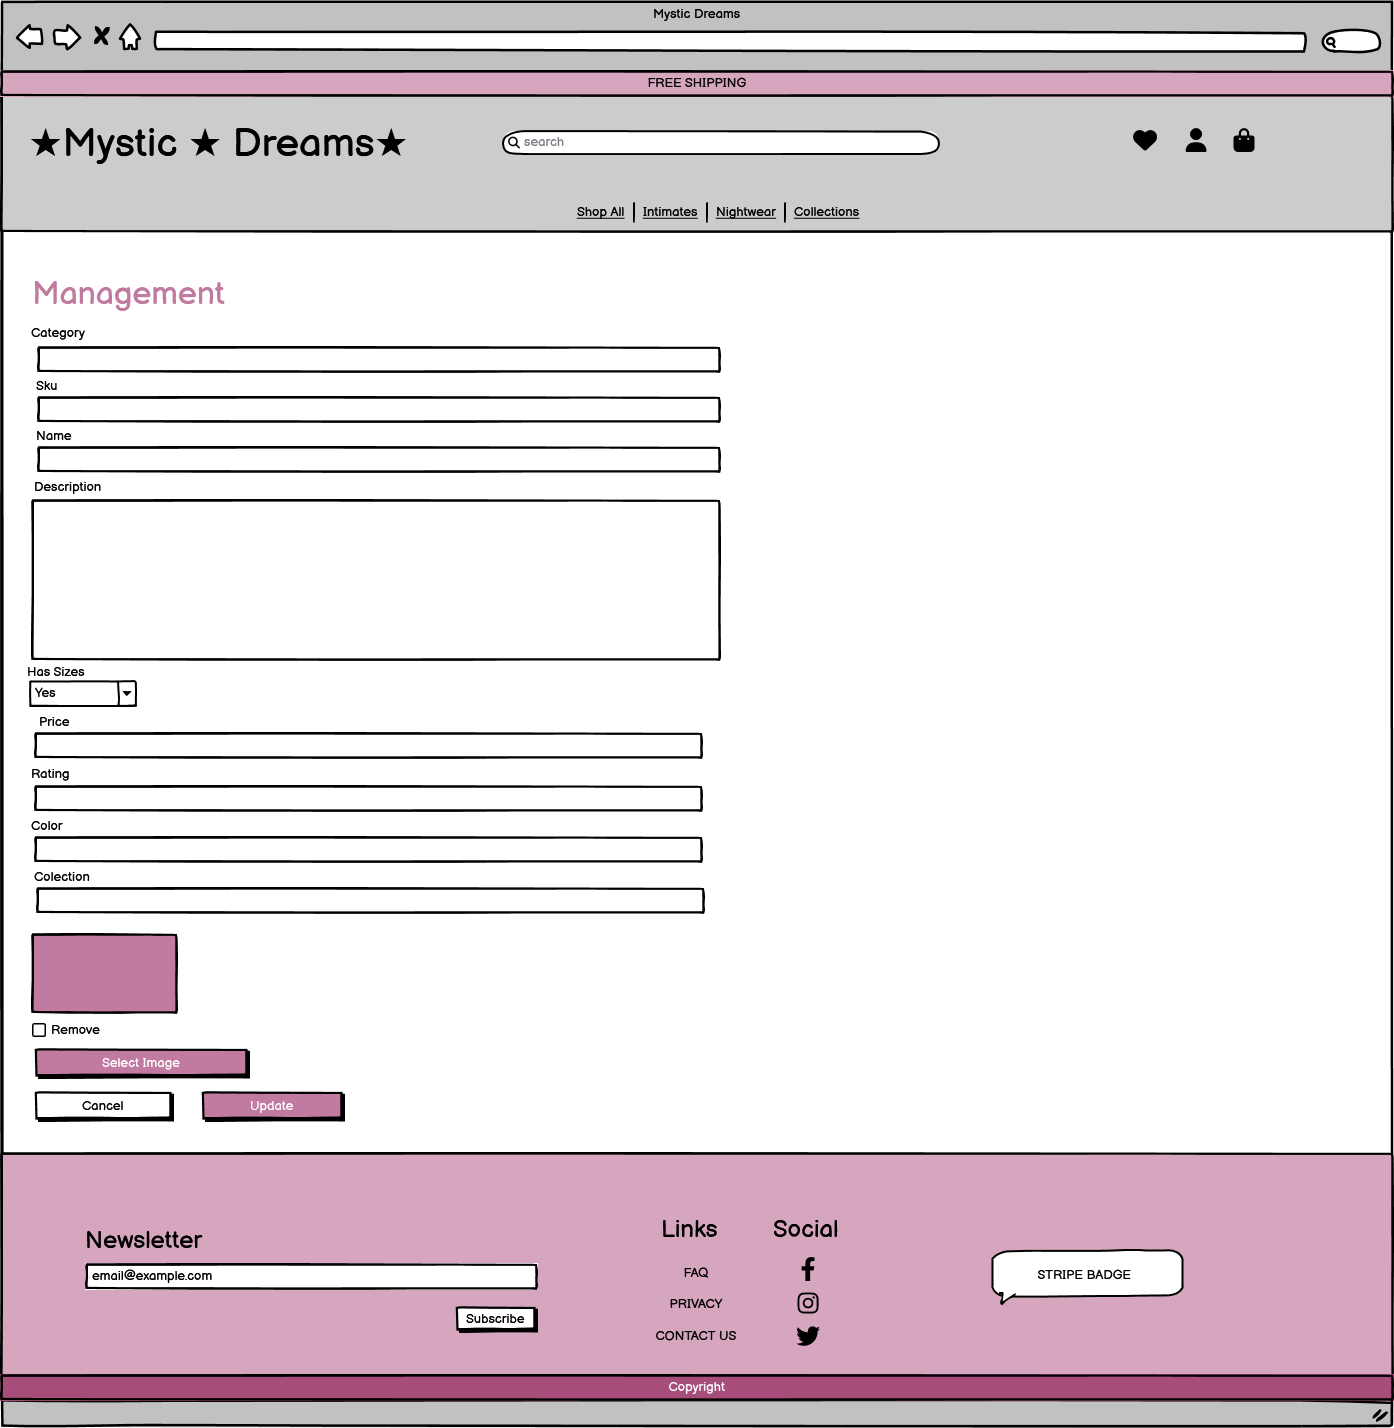 Mystic Dreams
FREE SHIPPING
★Mystic ★ Dreams★
search
Shop All | Intimates | Nightwear | Collections
Management
Category
Sku
Name
Description
Has Sizes
Yes
Price
Rating
Color
Colection
Remove
Select Image
Cancel
Update
Newsletter
email@example.com
Subscribe
Links
FAQ
PRIVACY
CONTACT US
Social
STRIPE BADGE
Copyright